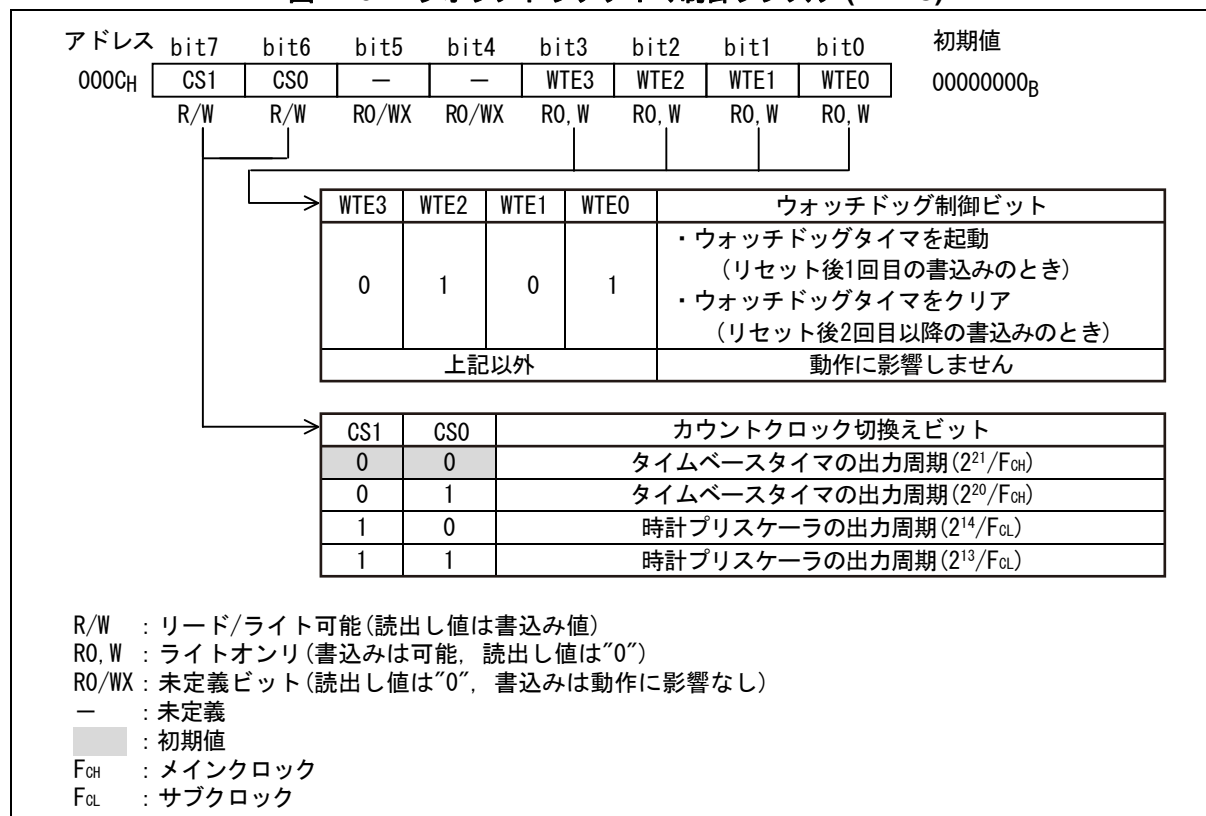 アドレス bit7 bit6 bit5 bit4 bit3 bit2 bit1 bit0 初期値
000CH CS1 CS0 － － WTE3 WTE2 WTE1 WTE0 00000000B
R/W R/W R0/WX R0/WX R0,W R0,W R0,W R0,W
WTE3 WTE2 WTE1 WTE0 ウォッチドッグ制御ビット
・ウォッチドッグタイマを起動
(リセット後1回目の書込みのとき)
0 1 0 1
・ウォッチドッグタイマをクリア
(リセット後2回目以降の書込みのとき)
上記以外 動作に影響しません
CS1 CS0 カウントクロック切換えビット
0 0 タイムベースタイマの出力周期(2²¹/FCH)
0 1 タイムベースタイマの出力周期(2²⁰/FCH)
1 0 時計プリスケーラの出力周期(2¹⁴/FCL)
1 1 時計プリスケーラの出力周期(2¹³/FCL)
R/W ：リード/ライト可能(読出し値は書込み値)
R0,W ：ライトオンリ(書込みは可能, 読出し値は"0")
R0/WX：未定義ビット(読出し値は"0", 書込みは動作に影響なし)
－ ：未定義
：初期値
FCH ：メインクロック
FCL ：サブクロック